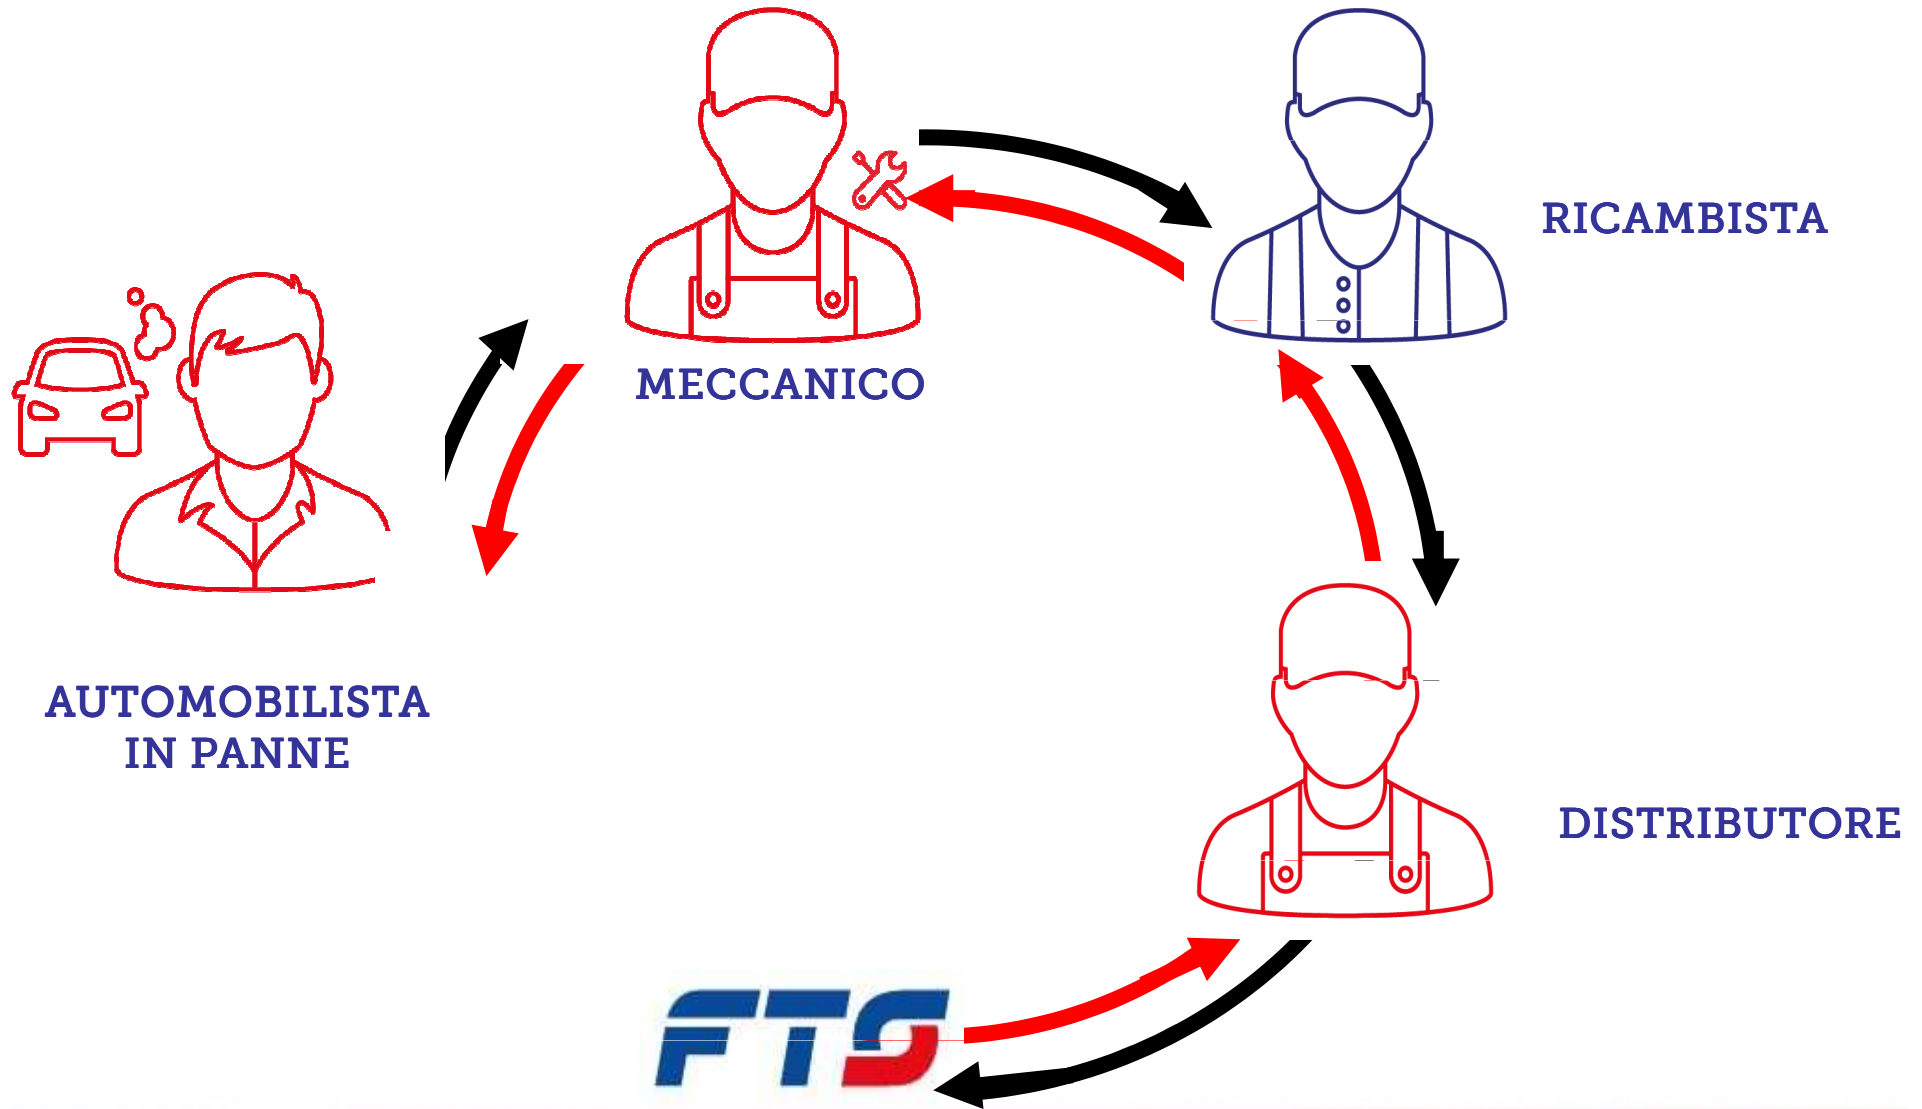 RICAMBISTA
MECCANICO
AUTOMOBILISTA
IN PANNE
DISTRIBUTORE
FTS